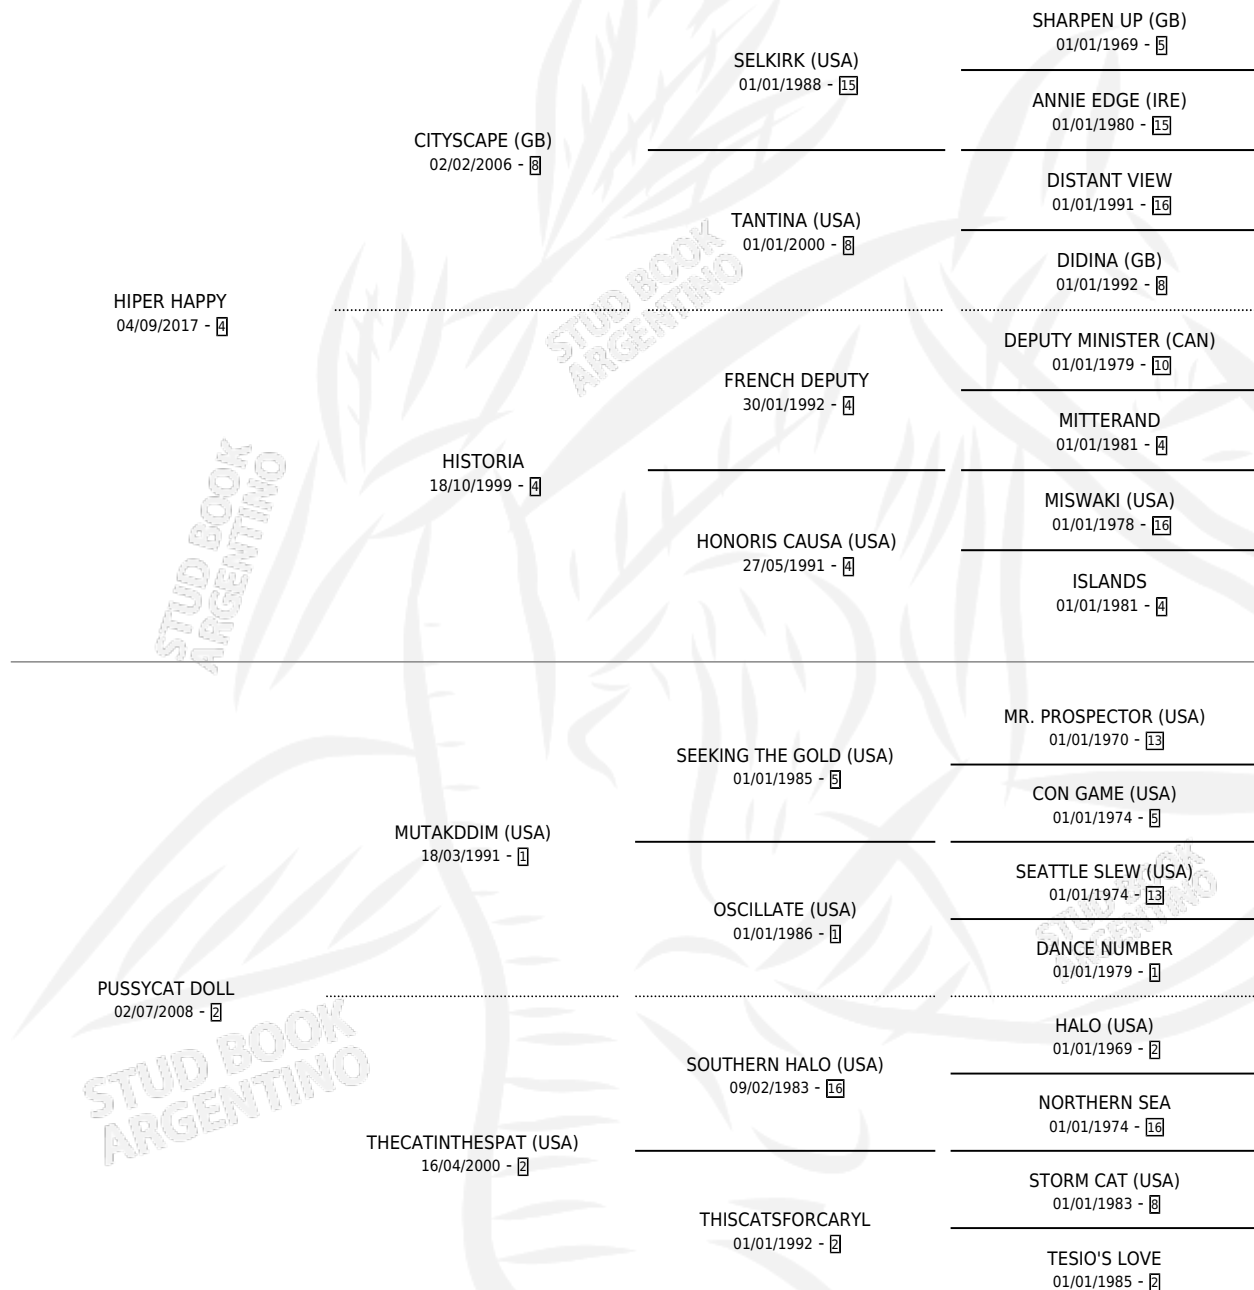 SHARPEN UP (GB)
01/01/1969 - 5
SELKIRK (USA)
01/01/1988 - 15
ANNIE EDGE (IRE)
01/01/1980 - 15
CITYSCAPE (GB)
02/02/2006 - 8
DISTANT VIEW
01/01/1991 - 16
TANTINA (USA)
01/01/2000 - 8
DIDINA (GB)
01/01/1992 - 8
HIPER HAPPY
04/09/2017 - 4
STUD BOOK
ARGENTINO
DEPUTY MINISTER (CAN)
01/01/1979 - 10
FRENCH DEPUTY
30/01/1992 - 4
MITTERAND
01/01/1981 - 4
HISTORIA
18/10/1999 - 4
MISWAKI (USA)
01/01/1978 - 16
HONORIS CAUSA (USA)
27/05/1991 - 4
ISLANDS
01/01/1981 - 4
STUD BOOK
ARGENTINO
MR. PROSPECTOR (USA)
01/01/1970 - 13
SEEKING THE GOLD (USA)
01/01/1985 - 5
CON GAME (USA)
01/01/1974 - 5
MUTAKDDIM (USA)
18/03/1991 - 1
SEATTLE SLEW (USA)
01/01/1974 - 13
OSCILLATE (USA)
01/01/1986 - 1
STUD BOOK
ARGENTINO
DANCE NUMBER
01/01/1979 - 1
PUSSYCAT DOLL
02/07/2008 - 2
HALO (USA)
01/01/1969 - 2
STUD BOOK
ARGENTINO
SOUTHERN HALO (USA)
09/02/1983 - 16
NORTHERN SEA
01/01/1974 - 16
THECATINTHESPAT (USA)
16/04/2000 - 2
STORM CAT (USA)
01/01/1983 - 8
THISCATSFORCARYL
01/01/1992 - 2
TESIO'S LOVE
01/01/1985 - 2